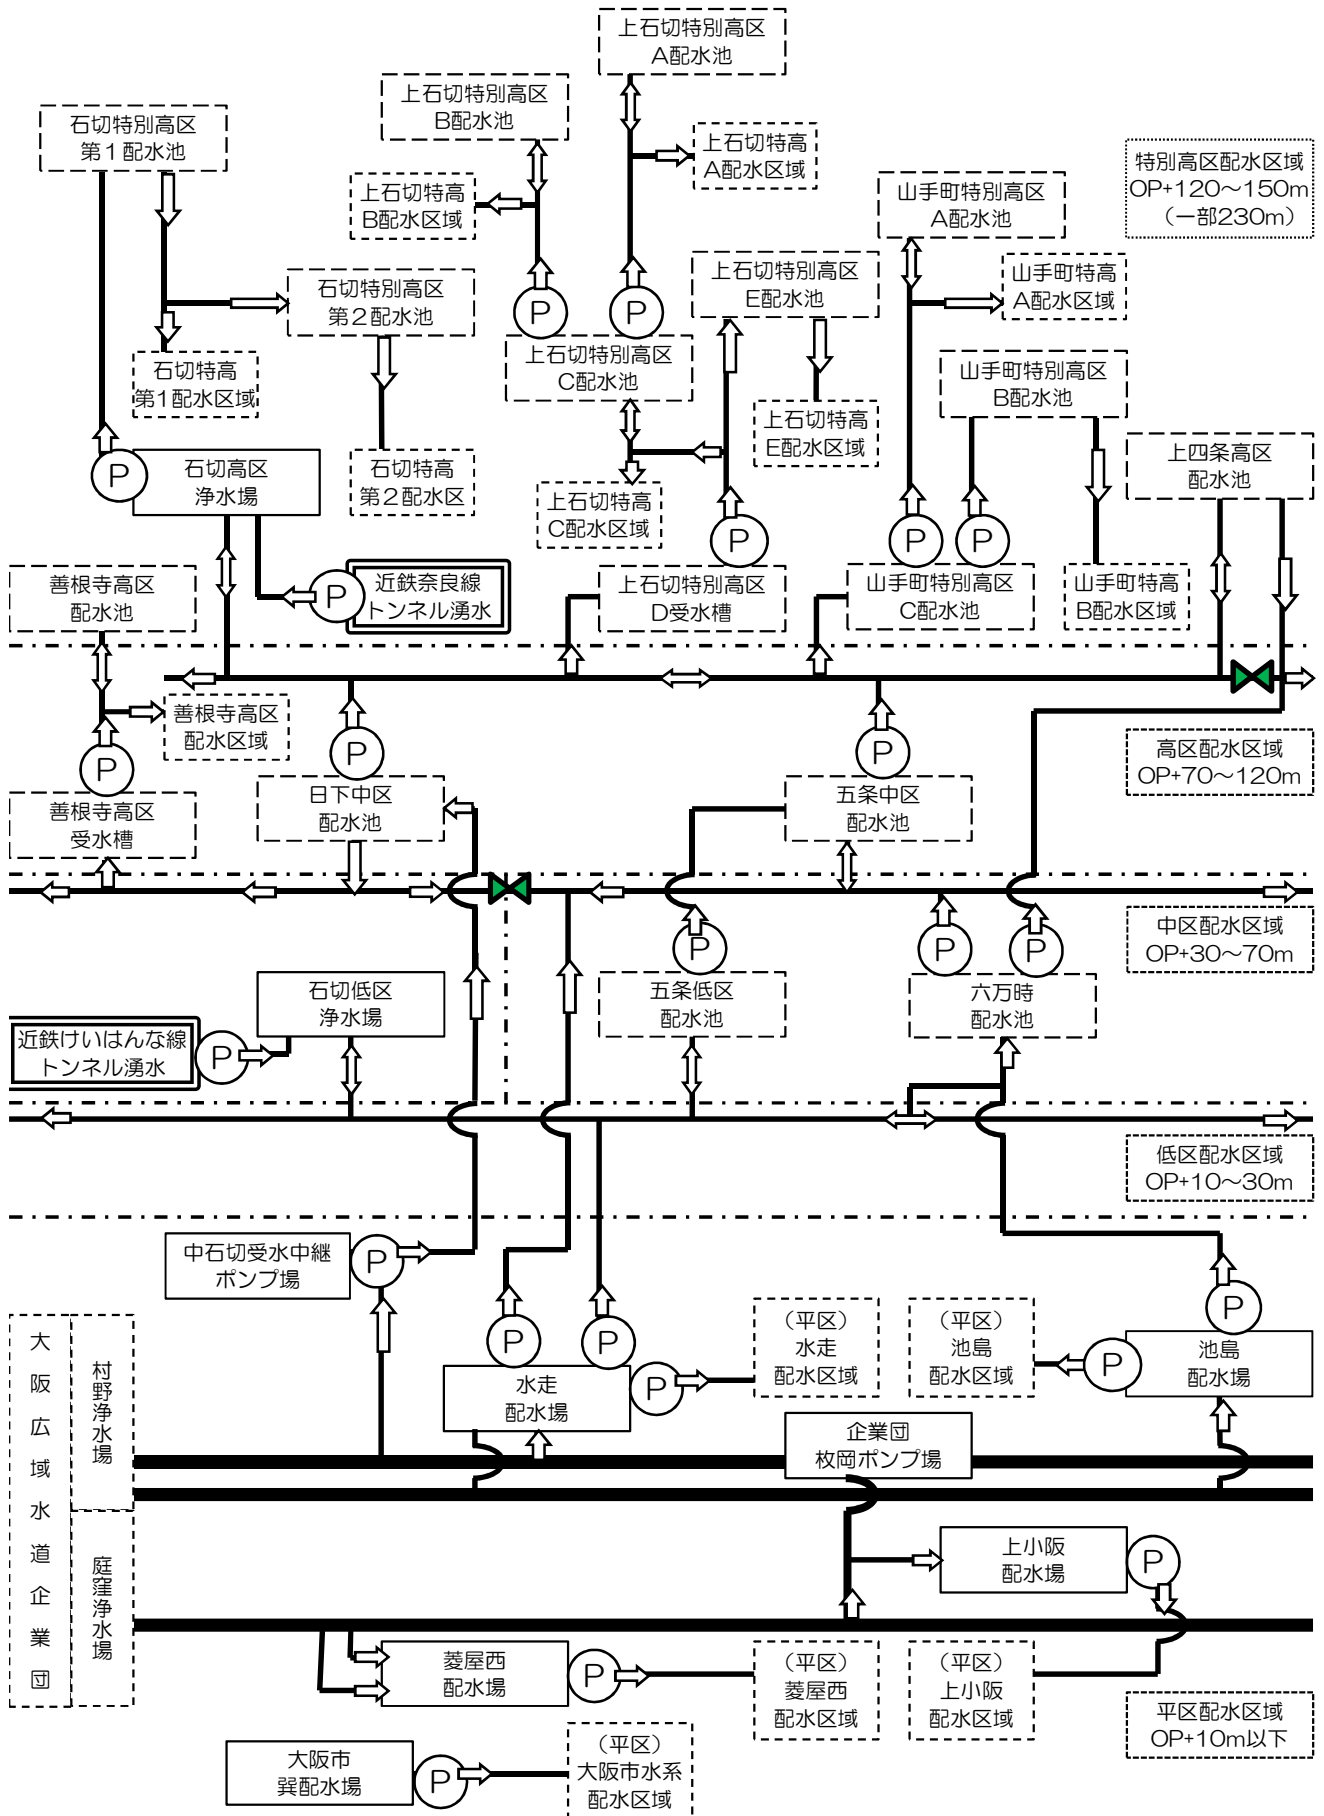 上石切特別高区
A配水池
上石切特別高区
B配水池
石切特別高区
第1配水池
上石切特高
A配水区域
特別高区配水区域
OP+120～150m
（一部230m）
上石切特高
B配水区域
山手町特別高区
A配水池
上石切特別高区
E配水池
山手町特高
A配水区域
石切特別高区
第2配水池
P
P
石切特高
第1配水区域
上石切特別高区
C配水池
山手町特別高区
B配水池
上石切特高
E配水区域
上四条高区
配水池
P
石切高区
浄水場
石切特高
第2配水区
上石切特高
C配水区域
P
P
P
善根寺高区
配水池
P
近鉄奈良線
トンネル湧水
上石切特別高区
D受水槽
山手町特別高区
C配水池
山手町特高
B配水区域
善根寺高区
配水区域
P
P
P
高区配水区域
OP+70～120m
善根寺高区
受水槽
日下中区
配水池
五条中区
配水池
中区配水区域
OP+30～70m
P
P
P
石切低区
浄水場
五条低区
配水池
六万時
配水池
近鉄けいはんな線
トンネル湧水
P
低区配水区域
OP+10～30m
中石切受水中継
ポンプ場
P
P
P
P
大阪広域水道企業団
村野浄水場
（平区）
水走
配水区域
（平区）
池島
配水区域
P
池島
配水場
水走
配水場
P
企業団
枚岡ポンプ場
庭窪浄水場
上小阪
配水場
P
菱屋西
配水場
P
（平区）
菱屋西
配水区域
（平区）
上小阪
配水区域
平区配水区域
OP+10m以下
大阪市
巽配水場
P
（平区）
大阪市水系
配水区域